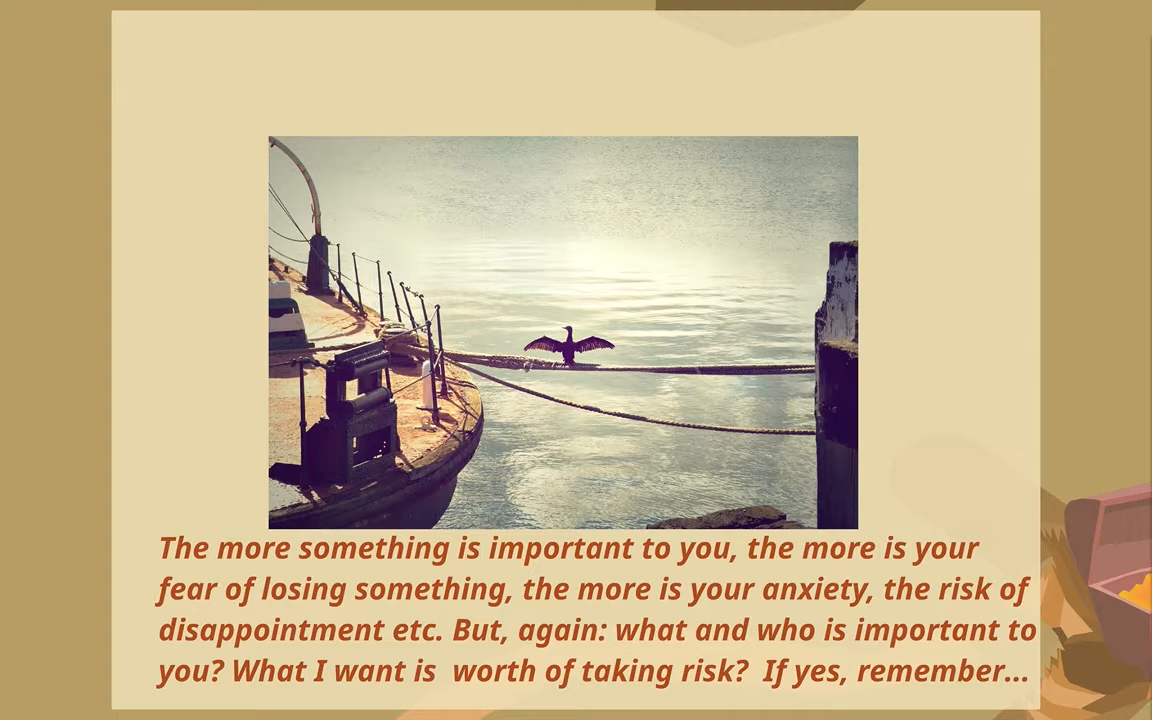 The more something is important to you, the more is your
fear of losing something, the more is your anxiety, the risk of
disappointment etc. But, again: what and who is important to
you? What I want is  worth of taking risk?  If yes, remember...